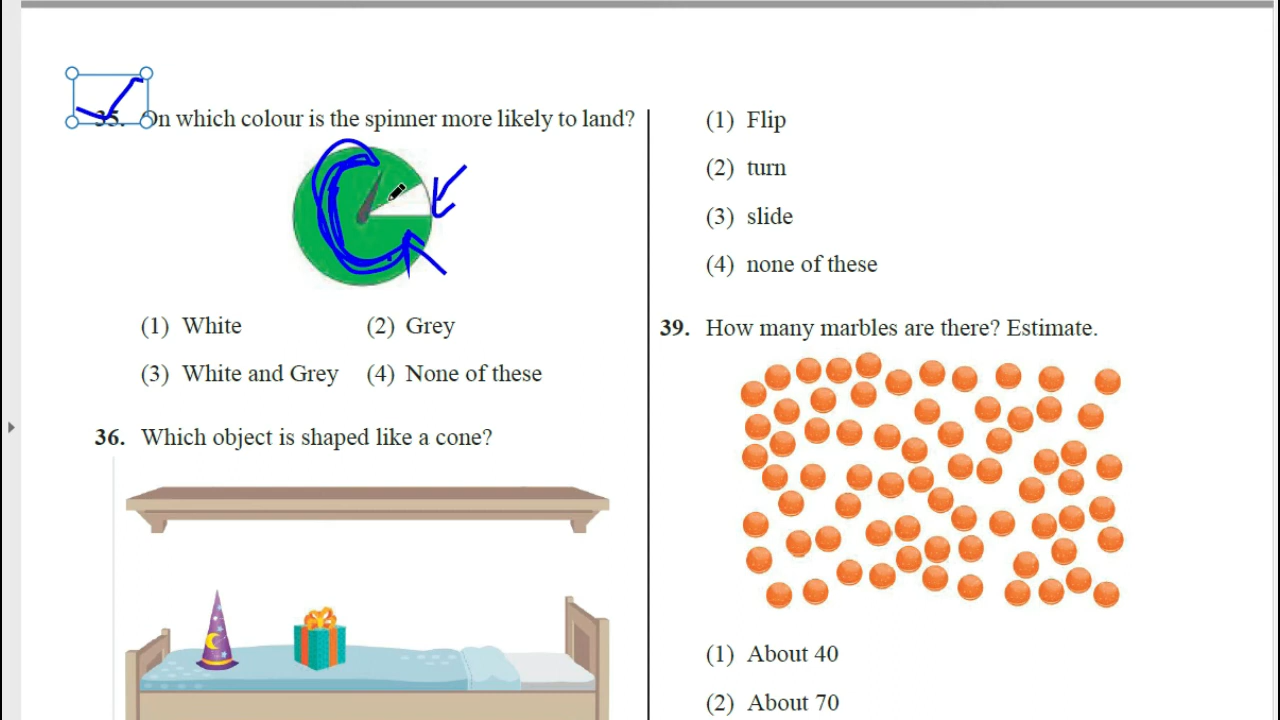 35. On which colour is the spinner more likely to land?
(1) White (2) Grey
(3) White and Grey (4) None of these
36. Which object is shaped like a cone?
(1) Flip
(2) turn
(3) slide
(4) none of these
39. How many marbles are there? Estimate.
(1) About 40
(2) About 70